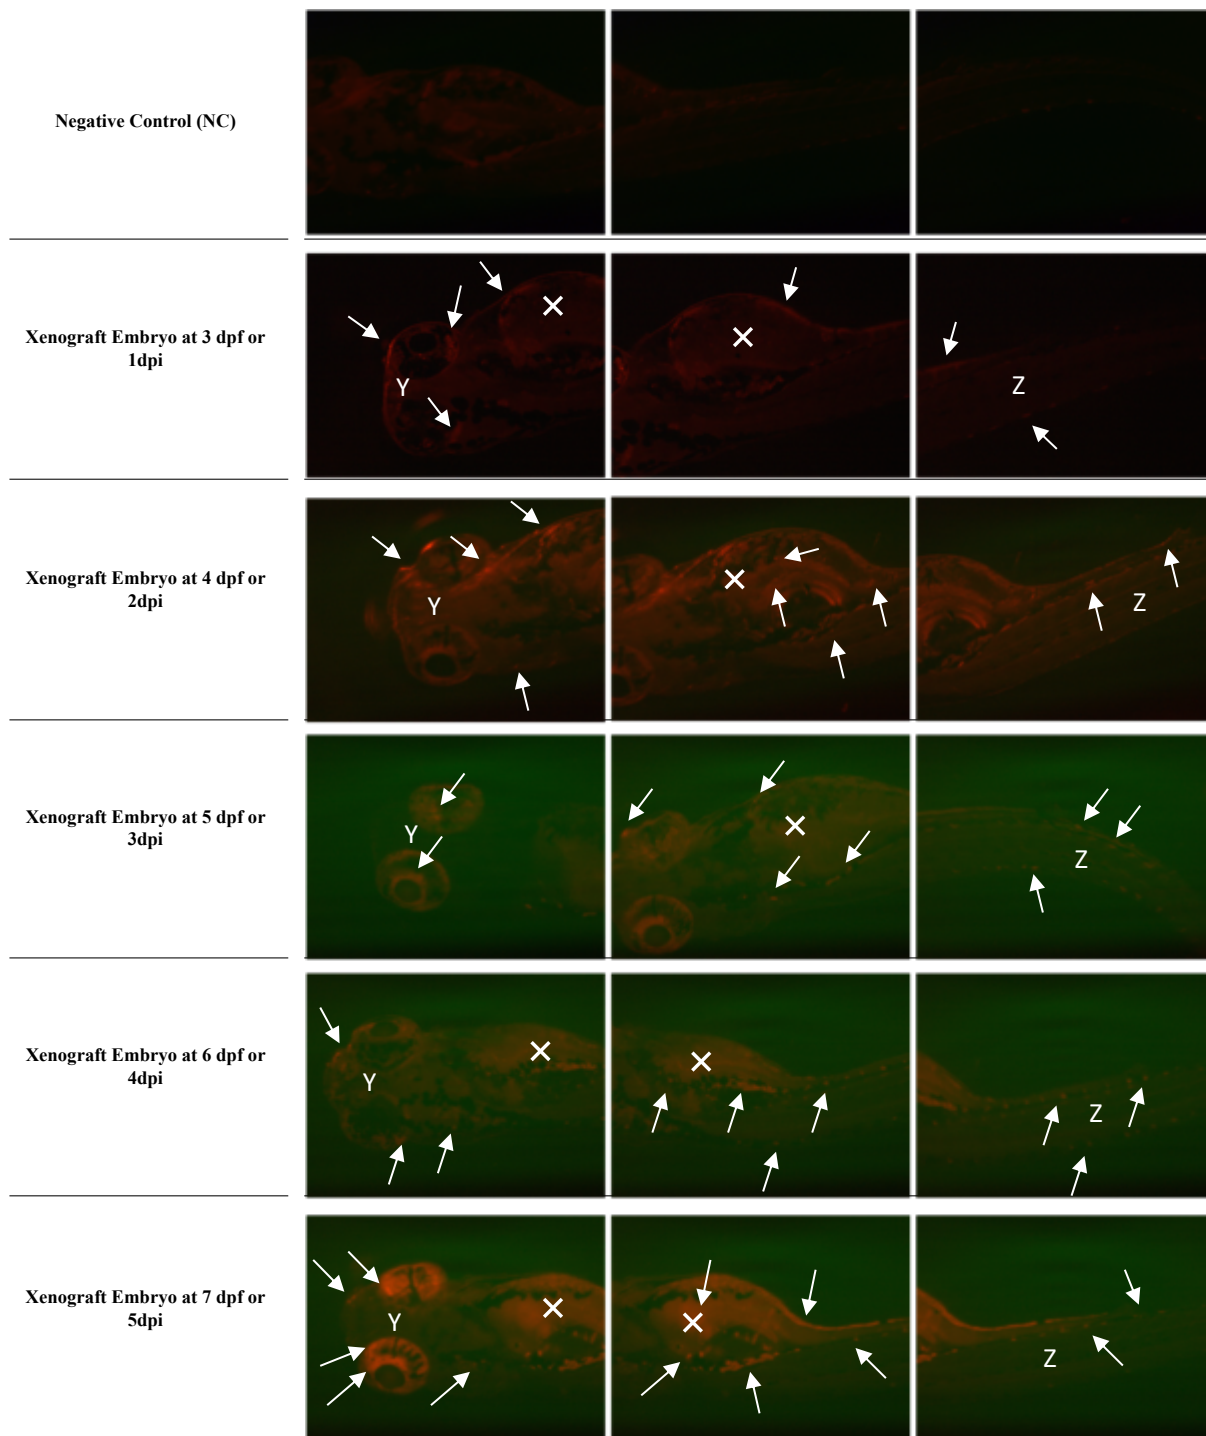 Negative Control (NC)
Xenograft Embryo at 3 dpf or
1dpi
X
X
Y
Z
Xenograft Embryo at 4 dpf or
2dpi
Y
X
Z
Xenograft Embryo at 5 dpf or
3dpi
Y
X
Z
Xenograft Embryo at 6 dpf or
4dpi
Y
X
X
Z
Xenograft Embryo at 7 dpf or
5dpi
Y
X
X
Z